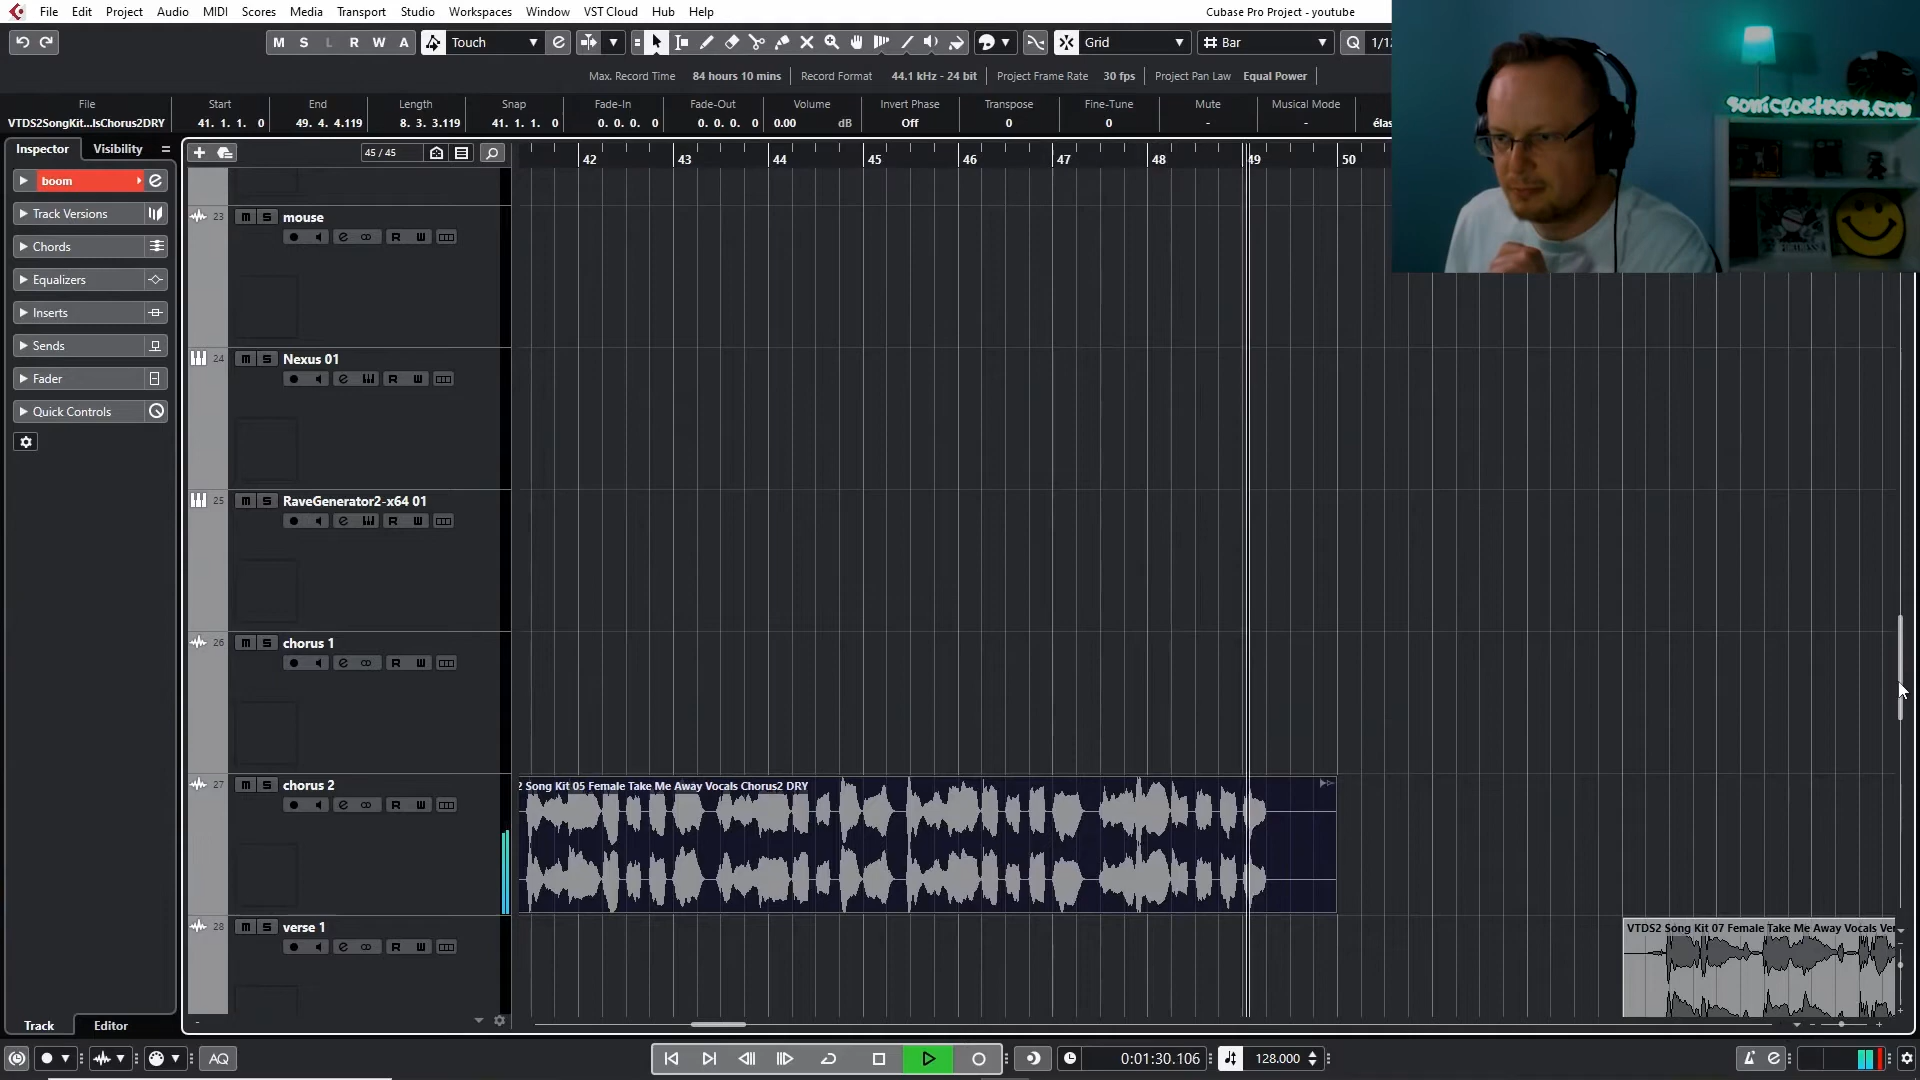 File Edit Project Audio MIDI Scores Media Transport Studio Workspaces Window VST Cloud Hub Help
Cubase Pro Project - youtube
M S L R W A Touch Grid Bar Q 1/1
Max. Record Time 84 hours 10 mins Record Format 44.1 kHz - 24 bit Project Frame Rate 30 fps Project Pan Law Equal Power
File Start End Length Snap Fade-In Fade-Out Volume Invert Phase Transpose Fine-Tune Mute Musical Mode
VTDS2SongKit...lsChorus2DRY 41. 1. 1. 0 49. 4. 4.119 8. 3. 3.119 41. 1. 1. 0 0. 0. 0. 0 0. 0. 0. 0 0.00 dB Off 0 0 - - élas
sonicfortress99.com
Inspector Visibility
45 / 45
42 43 44 45 46 47 48 49 50
boom
Track Versions
Chords
Equalizers
Inserts
Sends
Fader
Quick Controls
23 m S mouse
R W
24 m S Nexus 01
R W
25 m S RaveGenerator2-x64 01
R W
26 m S chorus 1
R W
27 m S chorus 2
R W
2 Song Kit 05 Female Take Me Away Vocals Chorus2 DRY
28 m S verse 1
R W
VTDS2 Song Kit 07 Female Take Me Away Vocals Ver
Track Editor
AQ
0:01:30.106
128.000